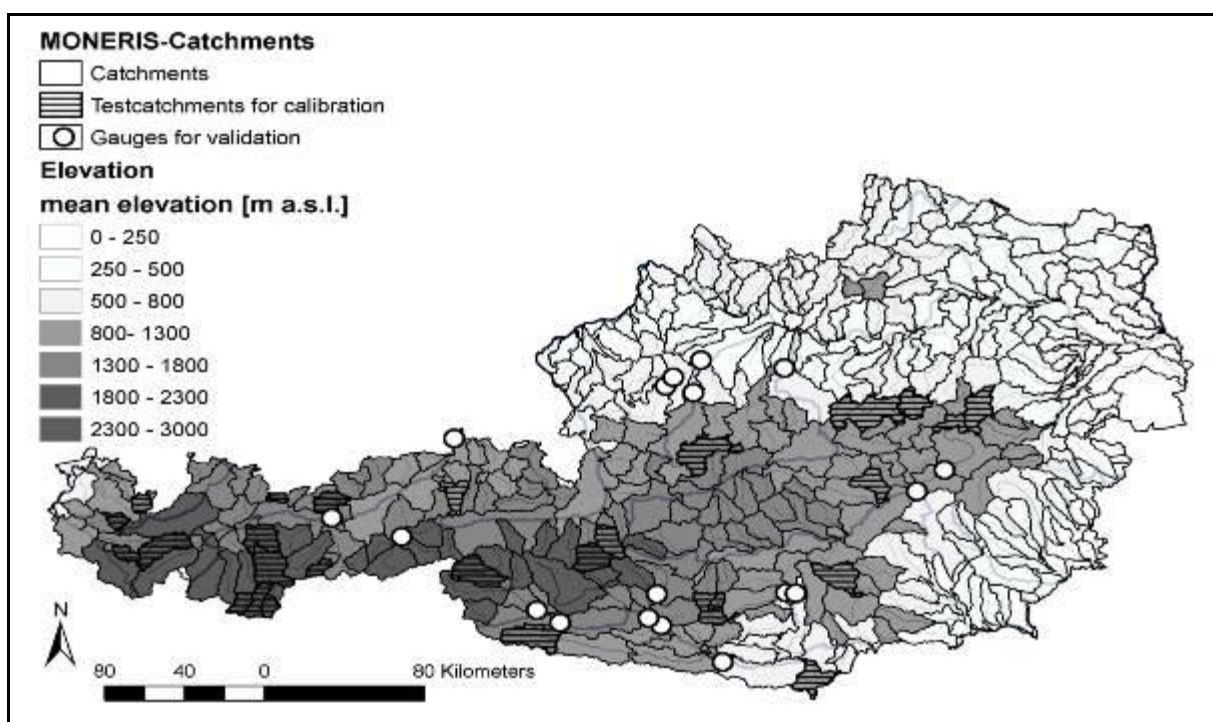 MONERIS-Catchments
Catchments
Testcatchments for calibration
Gauges for validation
Elevation
mean elevation [m a.s.l.]
0 - 250
250 - 500
500 - 800
800- 1300
1300 - 1800
1800 - 2300
2300 - 3000
N
80 40 0 80 Kilometers